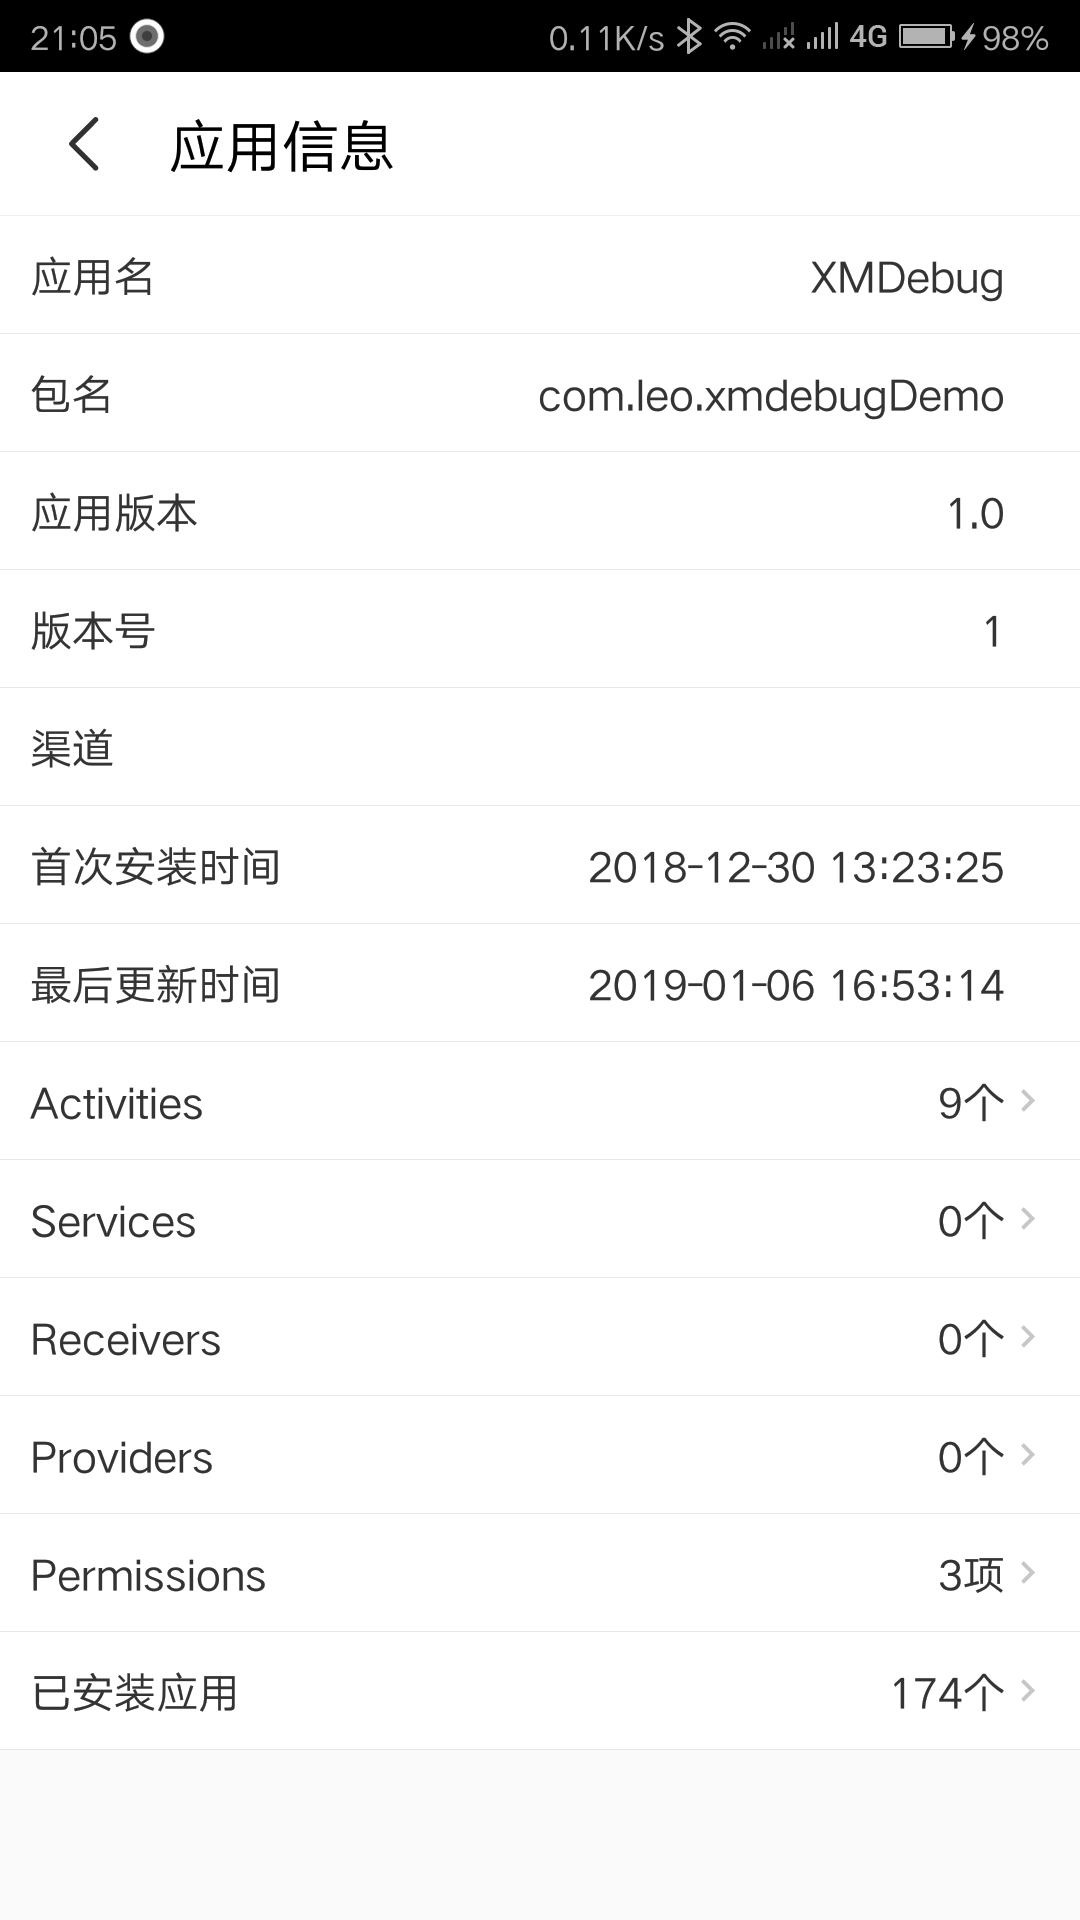 21:05 0.11K/s 4G 98%
应用信息
应用名 XMDebug
包名 com.leo.xmdebugDemo
应用版本 1.0
版本号 1
渠道
首次安装时间 2018-12-30 13:23:25
最后更新时间 2019-01-06 16:53:14
Activities 9个
Services 0个
Receivers 0个
Providers 0个
Permissions 3项
已安装应用 174个